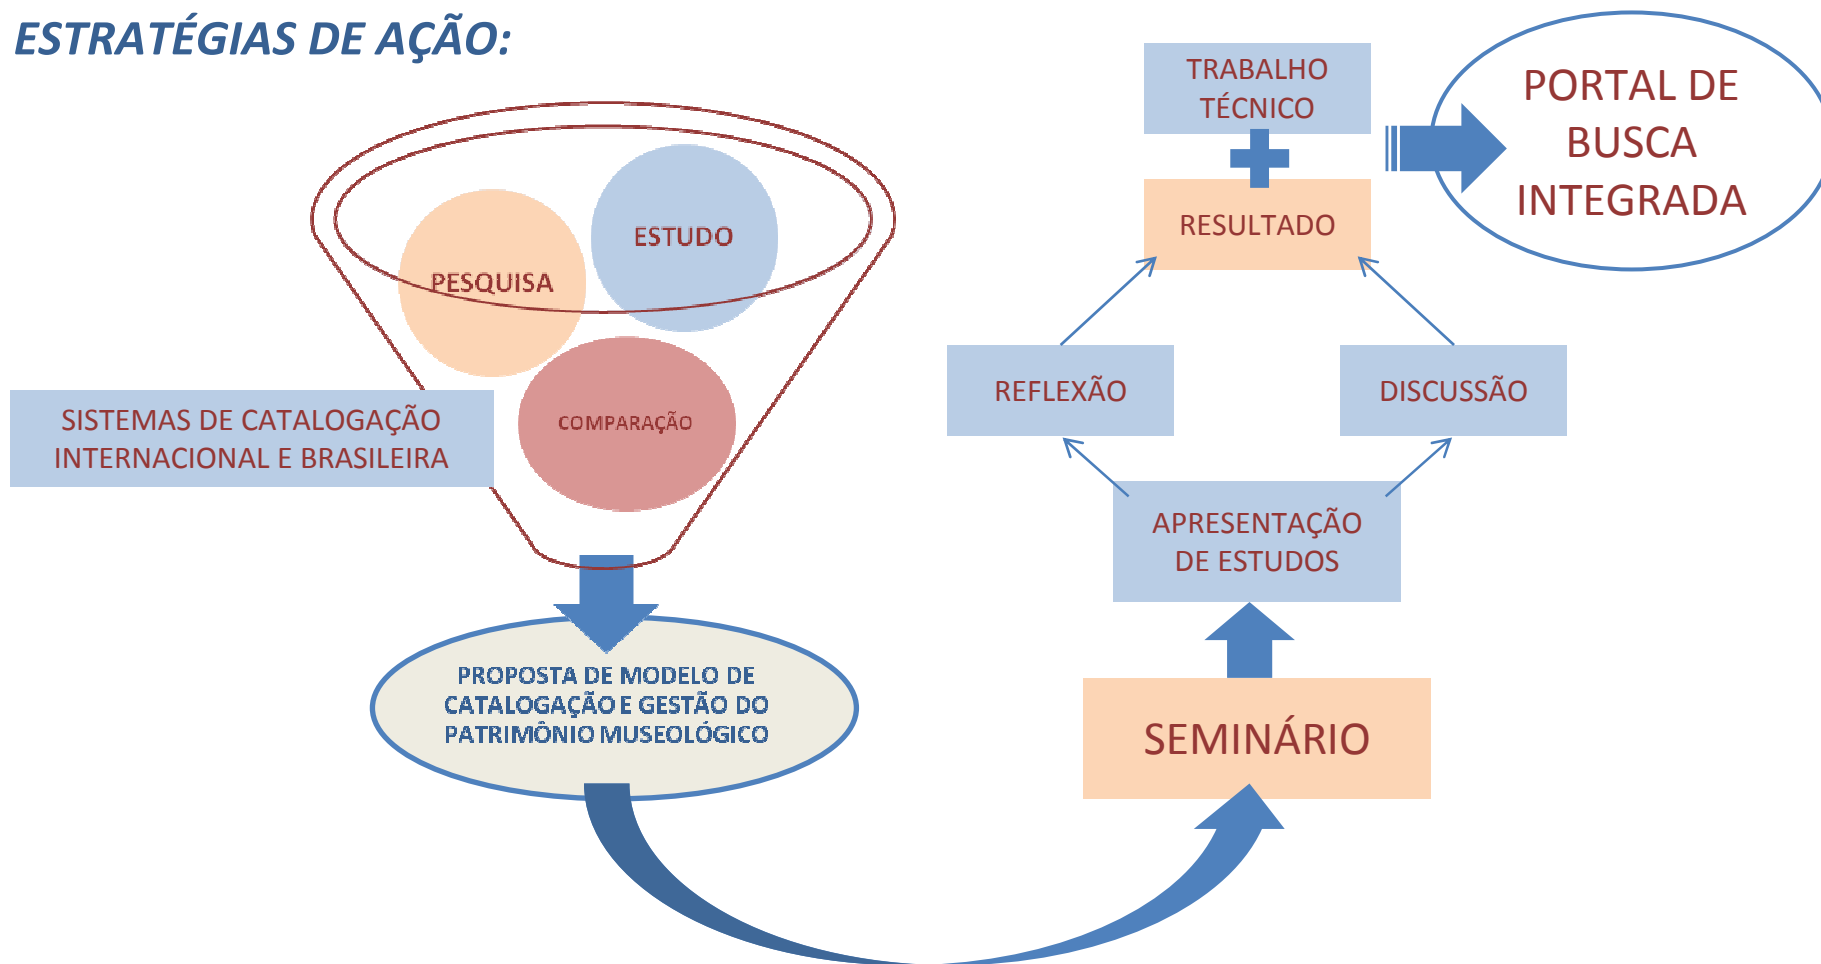 ESTRATÉGIAS DE AÇÃO:
ESTUDO
PESQUISA
COMPARAÇÃO
SISTEMAS DE CATALOGAÇÃO
INTERNACIONAL E BRASILEIRA
PROPOSTA DE MODELO DE
CATALOGAÇÃO E GESTÃO DO
PATRIMÔNIO MUSEOLÓGICO
SEMINÁRIO
APRESENTAÇÃO
DE ESTUDOS
REFLEXÃO
DISCUSSÃO
RESULTADO
TRABALHO
TÉCNICO
PORTAL DE
BUSCA
INTEGRADA